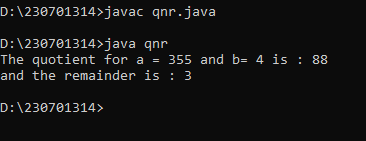 D:\230701314>javac qnr.java
D:\230701314>java qnr
The quotient for a = 355 and b= 4 is : 88
and the remainder is : 3
D:\230701314>